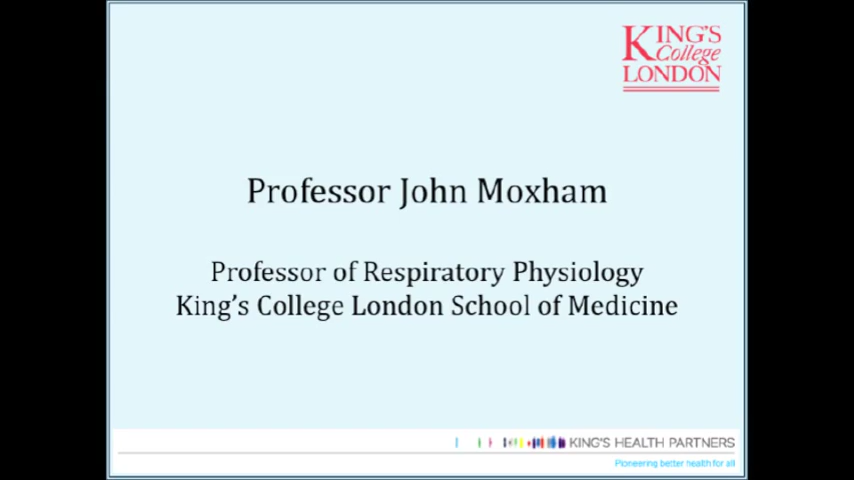 KING'S
College
LONDON
Professor John Moxham
Professor of Respiratory Physiology
King's College London School of Medicine
KING'S HEALTH PARTNERS
Pioneering better health for all